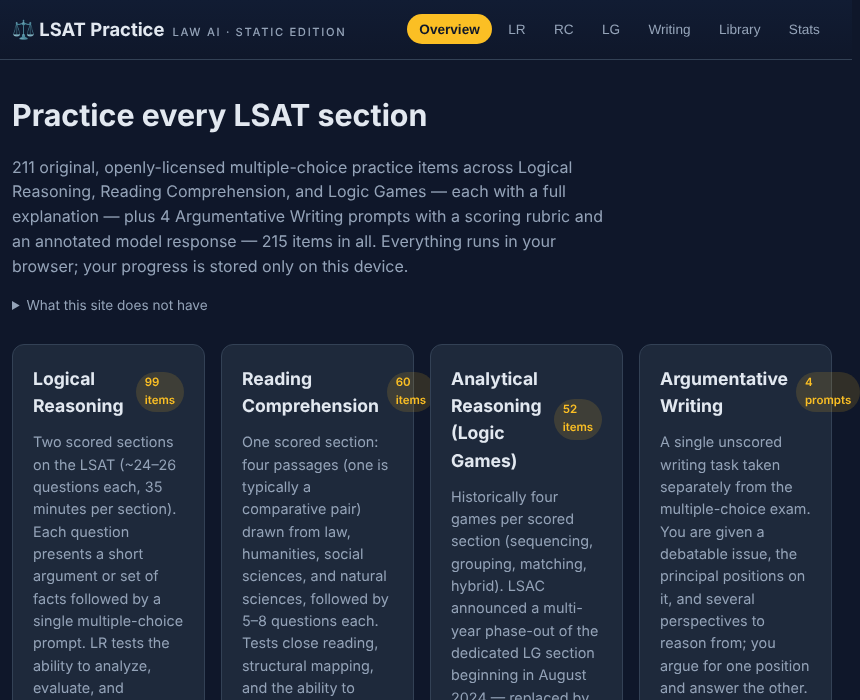 ⚖️ LSAT Practice LAW AI · STATIC EDITION Overview LR RC LG Writing Library Stats
Practice every LSAT section
211 original, openly-licensed multiple-choice practice items across Logical
Reasoning, Reading Comprehension, and Logic Games — each with a full
explanation — plus 4 Argumentative Writing prompts with a scoring rubric and
an annotated model response — 215 items in all. Everything runs in your
browser; your progress is stored only on this device.
▶ What this site does not have
Logical
Reasoning
99
items
Two scored sections
on the LSAT (~24–26
questions each, 35
minutes per section).
Each question
presents a short
argument or set of
facts followed by a
single multiple-choice
prompt. LR tests the
ability to analyze,
evaluate, and
Reading
Comprehension
60
items
One scored section:
four passages (one is
typically a
comparative pair)
drawn from law,
humanities, social
sciences, and natural
sciences, followed by
5–8 questions each.
Tests close reading,
structural mapping,
and the ability to
Analytical
Reasoning
(Logic
Games)
52
items
Historically four
games per scored
section (sequencing,
grouping, matching,
hybrid). LSAC
announced a multi-
year phase-out of the
dedicated LG section
beginning in August
2024 — replaced by
Argumentative
Writing
4
prompts
A single unscored
writing task taken
separately from the
multiple-choice exam.
You are given a
debatable issue, the
principal positions on
it, and several
perspectives to
reason from; you
argue for one position
and answer the other.